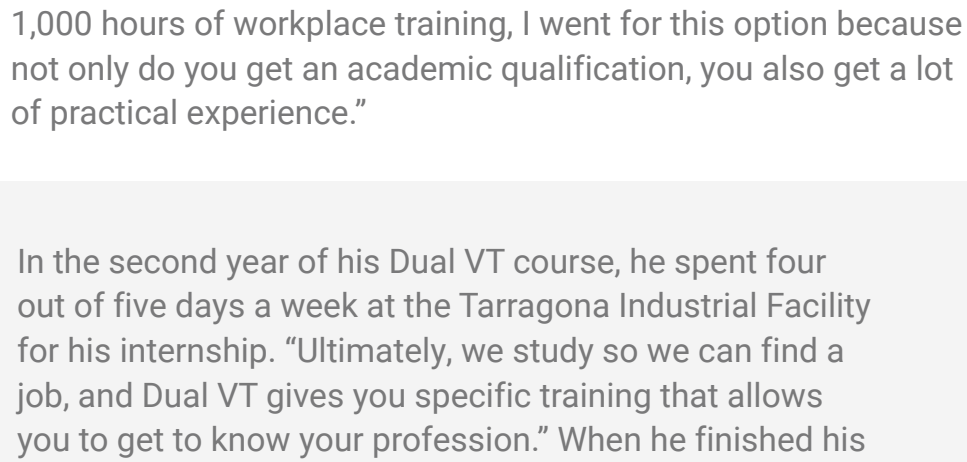 1,000 hours of workplace training, I went for this option because
not only do you get an academic qualification, you also get a lot
of practical experience.”
In the second year of his Dual VT course, he spent four
out of five days a week at the Tarragona Industrial Facility
for his internship. “Ultimately, we study so we can find a
job, and Dual VT gives you specific training that allows
you to get to know your profession.” When he finished his